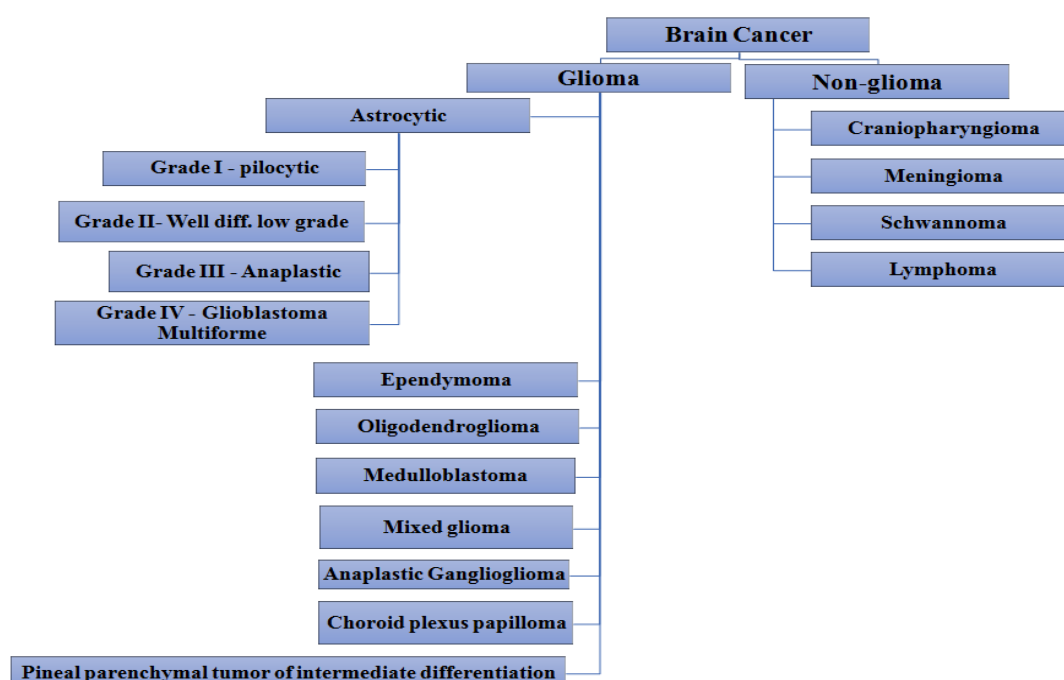 Brain Cancer
Glioma
Non-glioma
Astrocytic
Grade I - pilocytic
Grade II- Well diff. low grade
Grade III - Anaplastic
Grade IV - Glioblastoma
Multiforme
Ependymoma
Oligodendroglioma
Medulloblastoma
Mixed glioma
Anaplastic Ganglioglioma
Choroid plexus papilloma
Pineal parenchymal tumor of intermediate differentiation
Craniopharyngioma
Meningioma
Schwannoma
Lymphoma